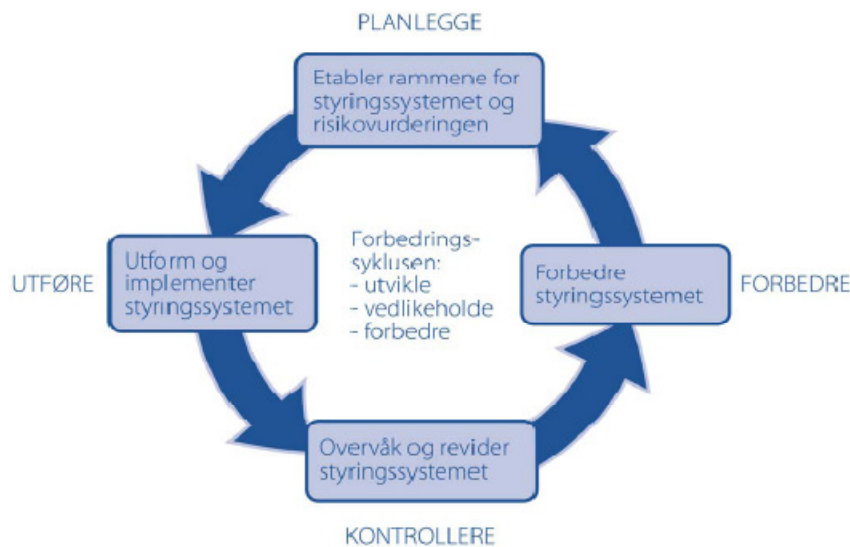 PLANLEGGE
Etabler rammene for
styringssystemet og
risikovurderingen
UTFØRE
Utform og
implementer
styringssystemet
Forbedrings-
syklusen:
- utvikle
- vedlikeholde
- forbedre
Forbedre
styringssystemet
FORBEDRE
Overvåk og revider
styringssystemet
KONTROLLERE